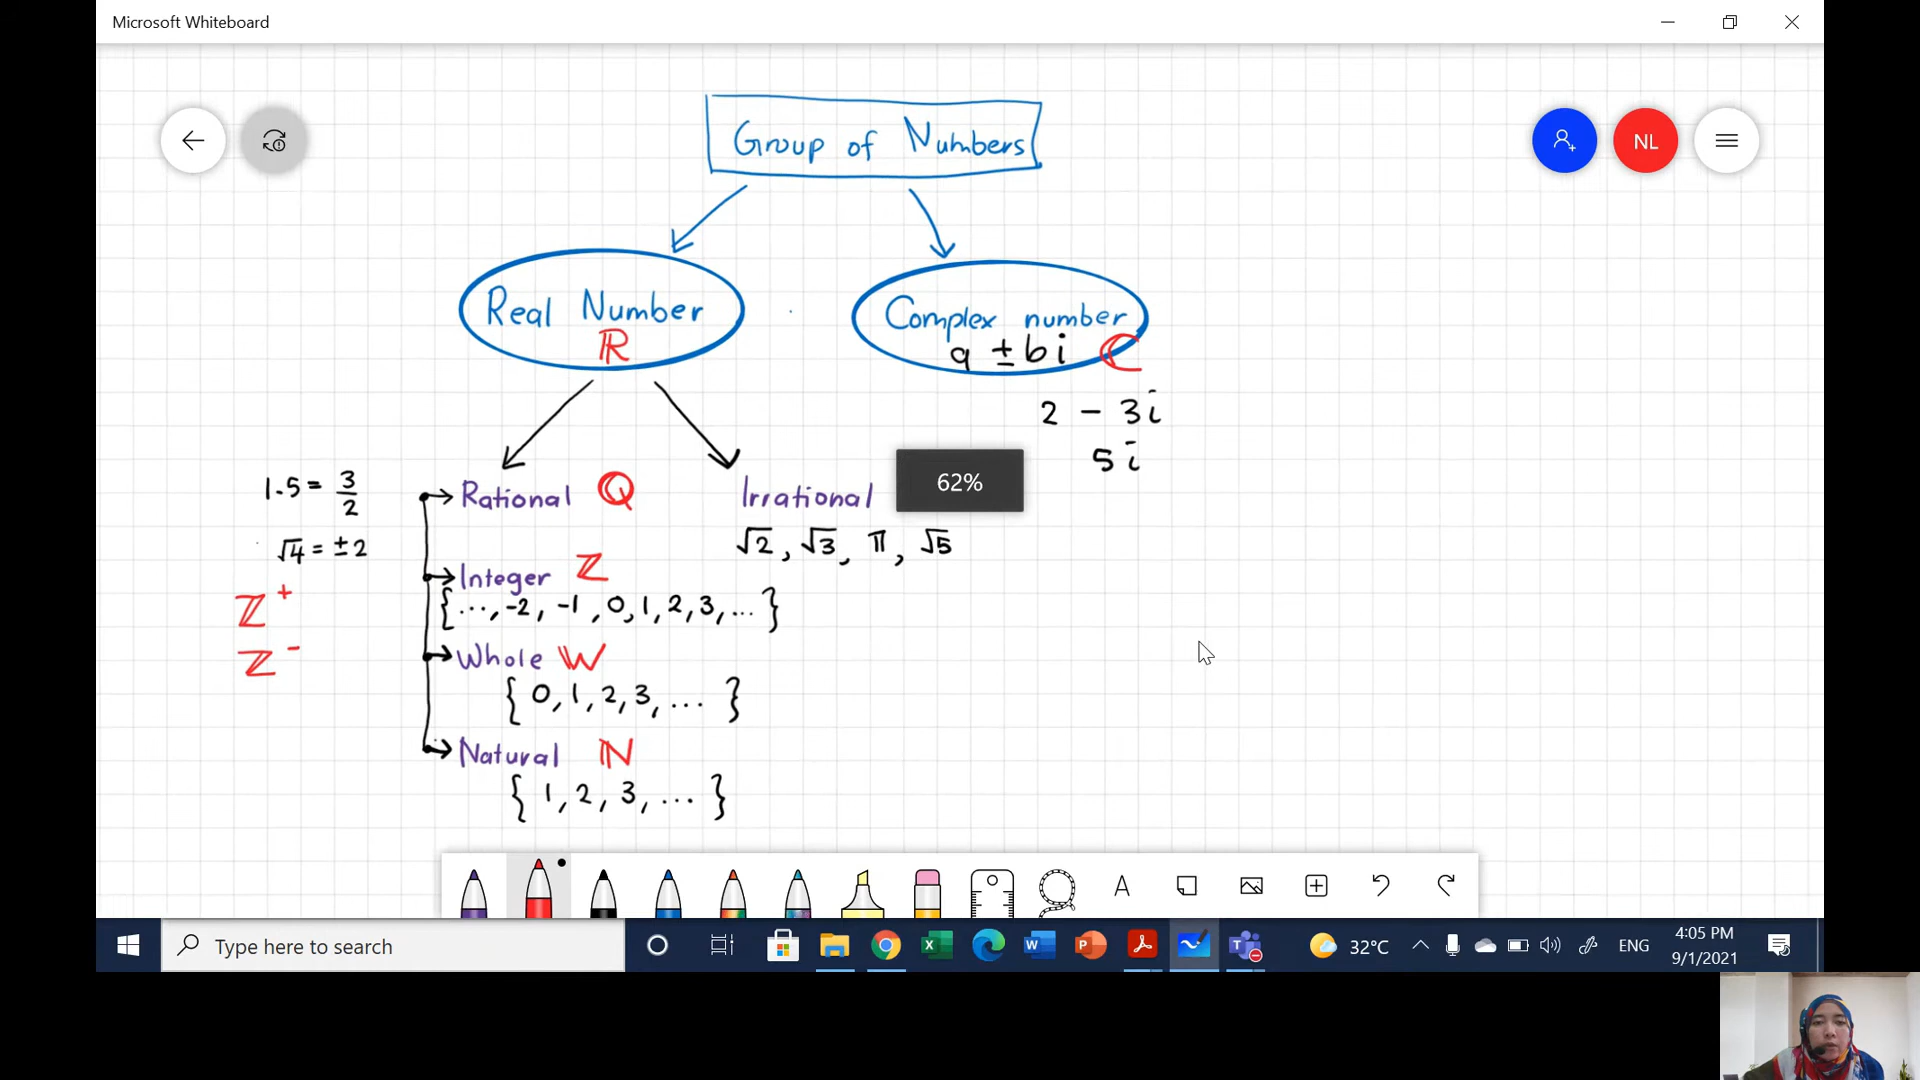 Microsoft Whiteboard
Group of Numbers
NL
Real Number
ℝ
Complex number
a ± bi ℂ
2 - 3i
5i
1.5 = 3/2
√4 = ±2
ℤ+
ℤ-
Rational ℚ
Irrational
√2, √3, π, √5
62%
Integer ℤ
{..., -2, -1, 0, 1, 2, 3, ... }
Whole W
{ 0, 1, 2, 3, ... }
Natural ℕ
{ 1, 2, 3, ... }
Type here to search
32°C
ENG
4:05 PM
9/1/2021